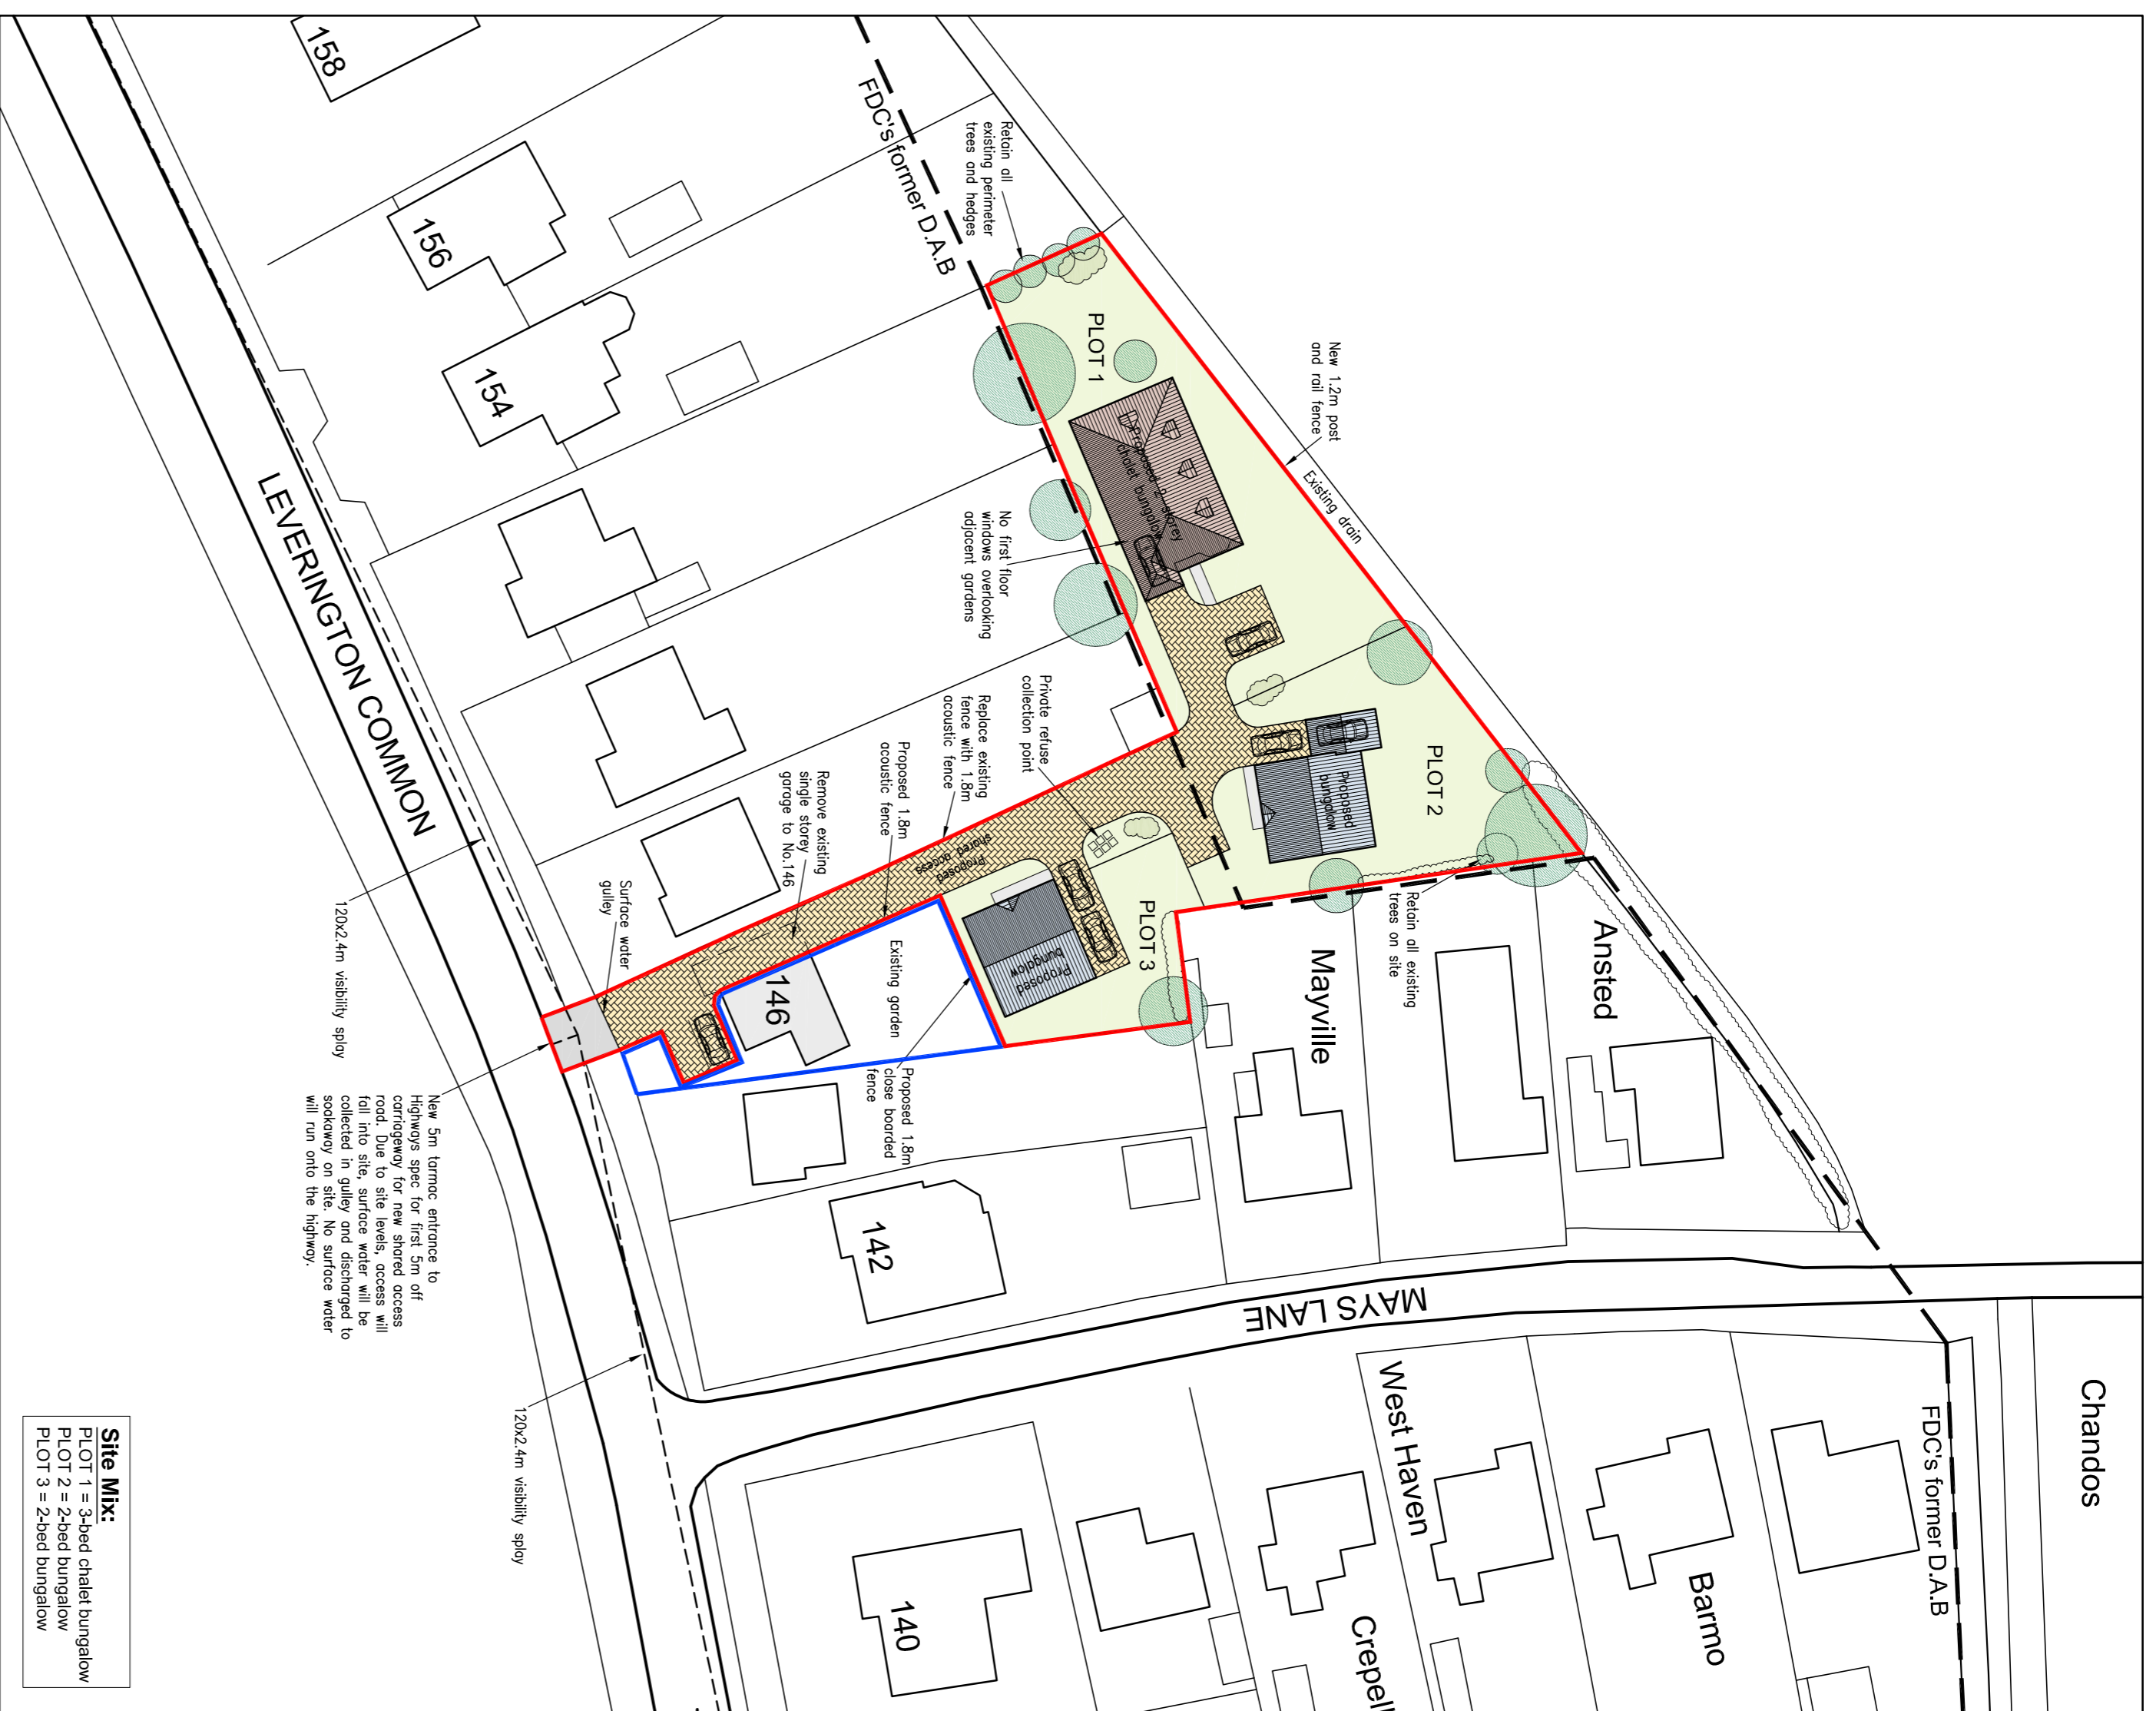 Chandos
FDC's former D.A.B
Barmo
West Haven
Crepell
140
MAYS LANE
142
Ansted
Mayville
Retain all existing
trees on site
PLOT 2
Proposed
bungalow
New 1.2m post
and rail fence
Existing drain
PLOT 1
Proposed 2 storey
chalet bungalow
Retain all
existing perimeter
trees and hedges
FDC's former D.A.B
No first floor
windows overlooking
adjacent gardens
Private refuse
collection point
Replace existing
fence with 1.8m
acoustic fence
Proposed 1.8m
acoustic fence
Remove existing
single storey
garage to No.146
Proposed
shared access
PLOT 3
Proposed
bungalow
Existing garden
Proposed 1.8m
close boarded
fence
146
Surface water
gulley
158
156
154
LEVERINGTON COMMON
120x2.4m visibility splay
New 5m tarmac entrance to
Highways spec for first 5m off
carriageway for new shared access
road. Due to site levels, access will
fall into site, surface water will be
collected in gulley and discharged to
soakaway on site. No surface water
will run onto the highway.
120x2.4m visibility splay
Site Mix:
PLOT 1 = 3-bed chalet bungalow
PLOT 2 = 2-bed bungalow
PLOT 3 = 2-bed bungalow